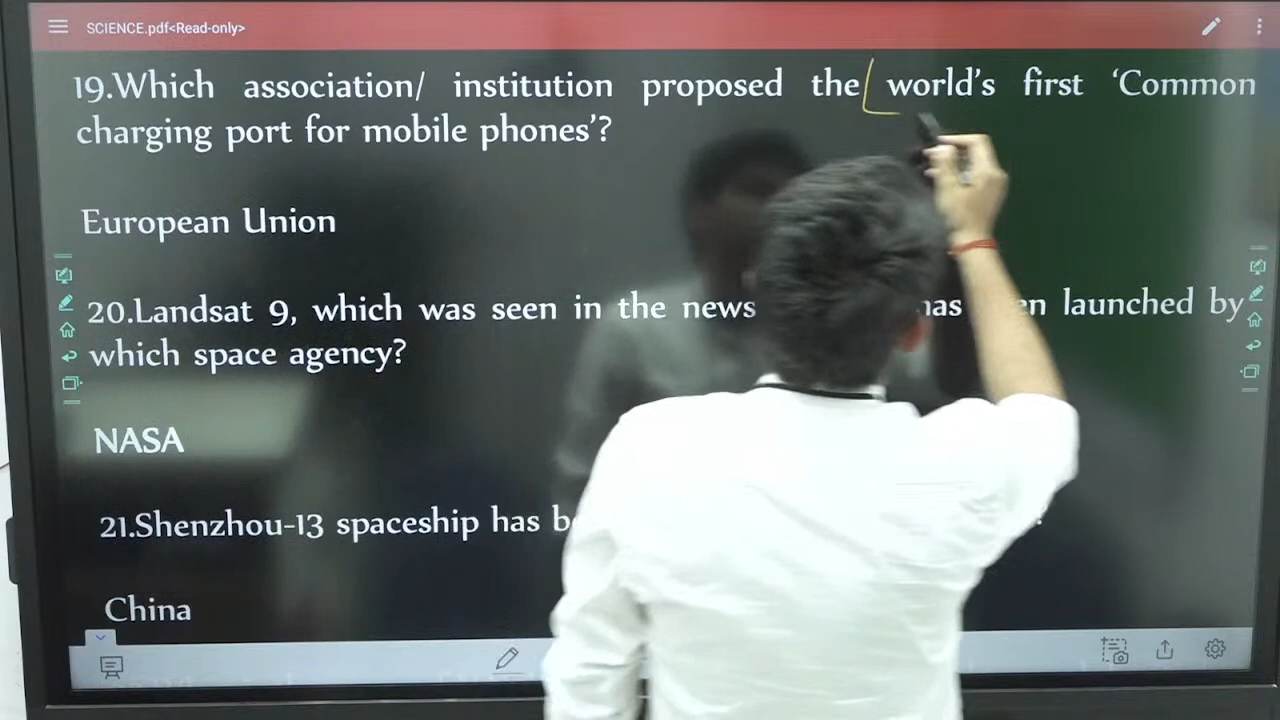 SCIENCE.pdf<Read-only>
19.Which association/ institution proposed the world's first 'Common
charging port for mobile phones'?
European Union
20.Landsat 9, which was seen in the news launched by
which space agency?
NASA
21.Shenzhou-13 spaceship has
China